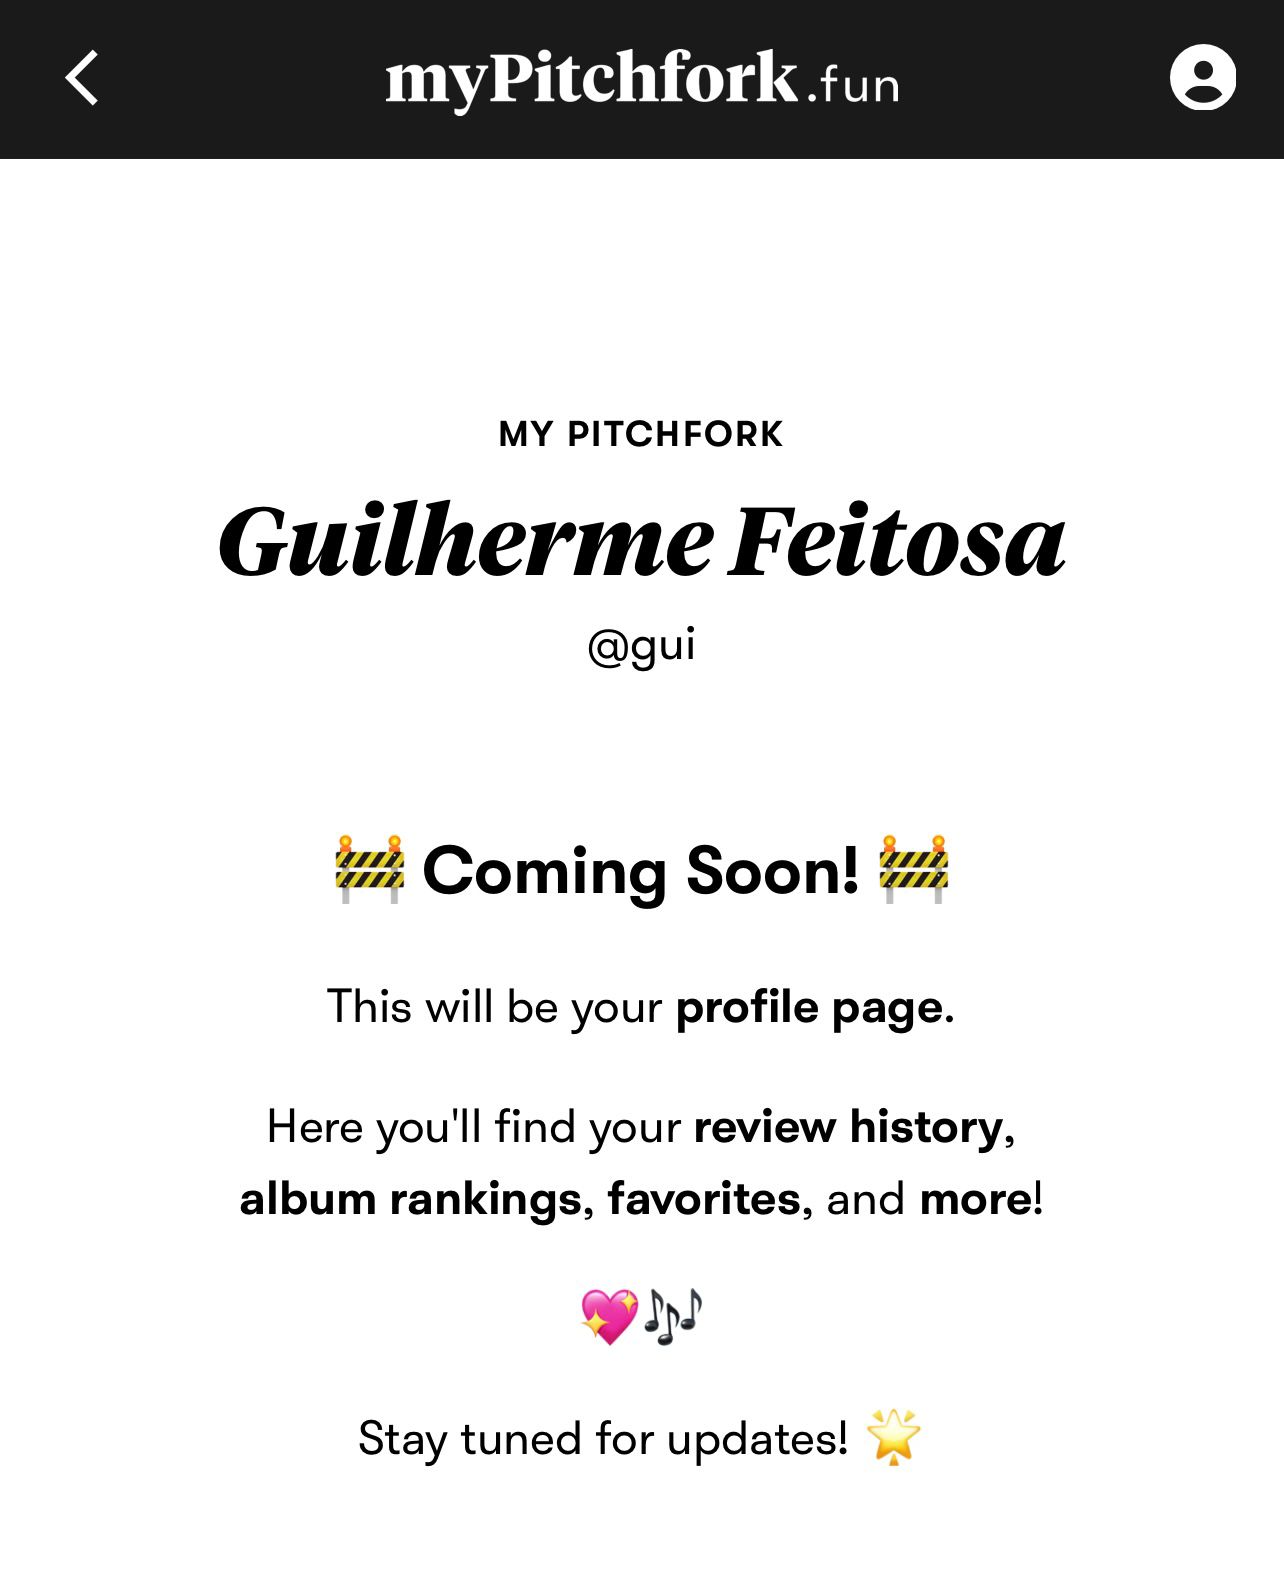 myPitchfork.fun
MY PITCHFORK
Guilherme Feitosa
@gui
🚧 Coming Soon! 🚧
This will be your profile page.
Here you'll find your review history,
album rankings, favorites, and more!
💖🎶
Stay tuned for updates! 🌟